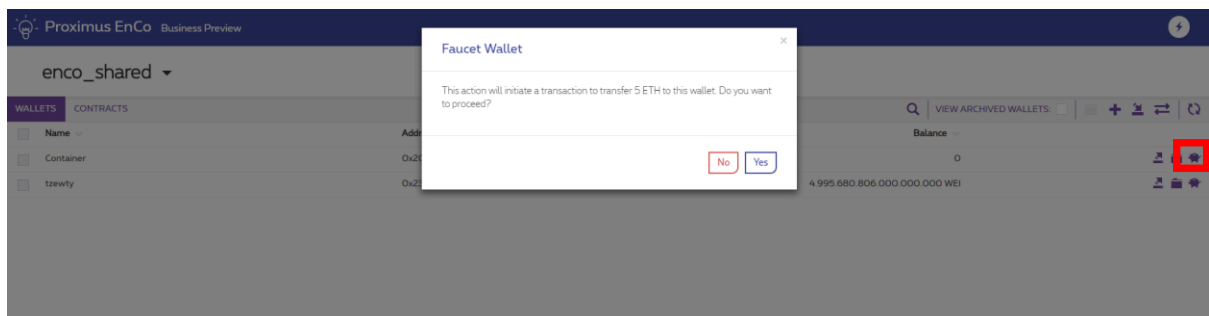 Proximus EnCo Business Preview
enco_shared
Faucet Wallet
×
This action will initiate a transaction to transfer 5 ETH to this wallet. Do you want
to proceed?
No Yes
WALLETS CONTRACTS
VIEW ARCHIVED WALLETS:
Name Balance
Container 0
tzewty 4.995.680.806.000.000.000 WEI